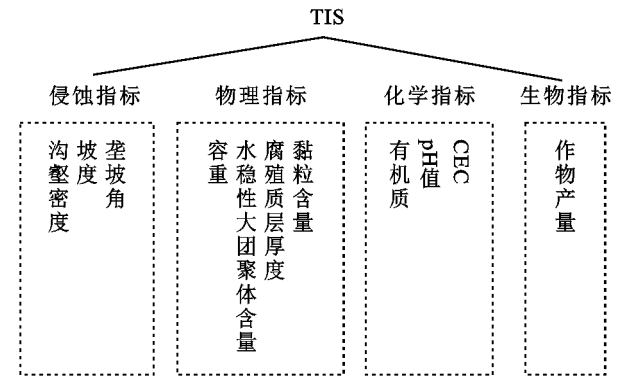 TIS
侵蚀指标
物理指标
化学指标
生物指标
沟壑密度
坡度
垄坡角
容重
水稳性大团聚体含量
腐殖质层厚度
黏粒含量
有机质
pH值
CEC
作物产量